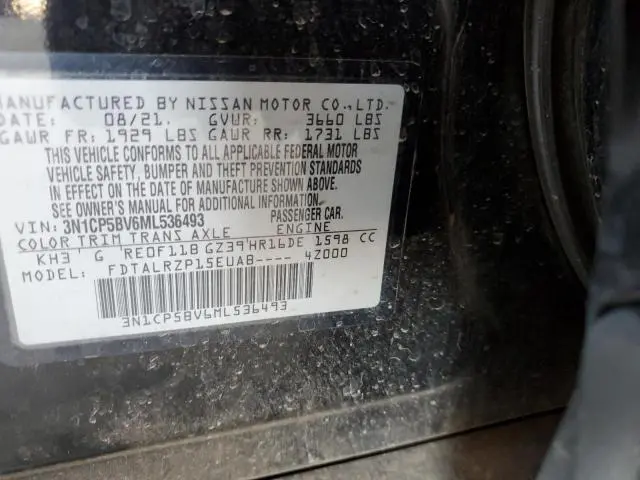 MANUFACTURED BY NISSAN MOTOR CO.,LTD.
DATE: 08/21. GVWR: 3660 LBS
GAWR FR: 1929 LBS GAWR RR: 1731 LBS
THIS VEHICLE CONFORMS TO ALL APPLICABLE FEDERAL MOTOR
VEHICLE SAFETY, BUMPER AND THEFT PREVENTION STANDARDS
IN EFFECT ON THE DATE OF MANUFACTURE SHOWN ABOVE.
SEE OWNER'S MANUAL FOR ADDITIONAL INFORMATION.
VIN: 3N1CP5BV6ML536493 PASSENGER CAR.
COLOR TRIM TRANS AXLE ENGINE
KH3 G RE0F11B GZ39 HR16DE 1598 CC
MODEL: FDTALRZP15EUAB---- 4Z000
3N1CP5BV6ML536493